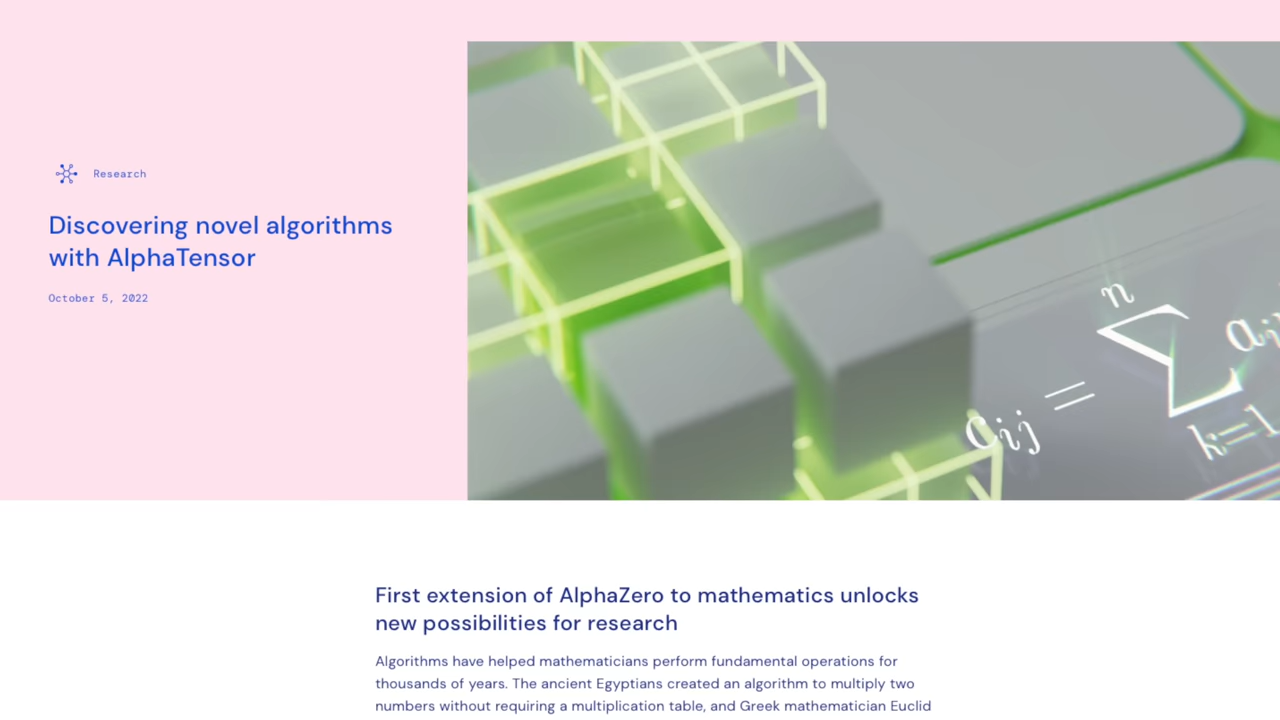 Research
Discovering novel algorithms
with AlphaTensor
October 5, 2022
n
c_ij = ∑ a_i
k=1
First extension of AlphaZero to mathematics unlocks
new possibilities for research
Algorithms have helped mathematicians perform fundamental operations for
thousands of years. The ancient Egyptians created an algorithm to multiply two
numbers without requiring a multiplication table, and Greek mathematician Euclid